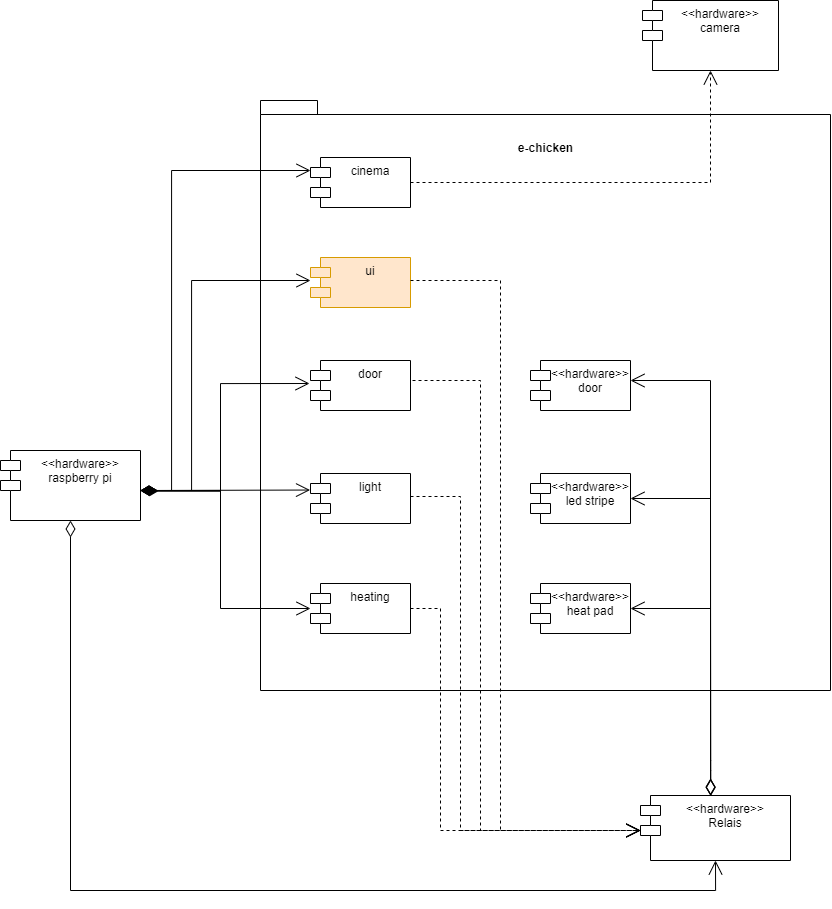 <<hardware>>
camera
e-chicken
cinema
ui
door
<<hardware>>
door
<<hardware>>
raspberry pi
light
<<hardware>>
led stripe
heating
<<hardware>>
heat pad
<<hardware>>
Relais